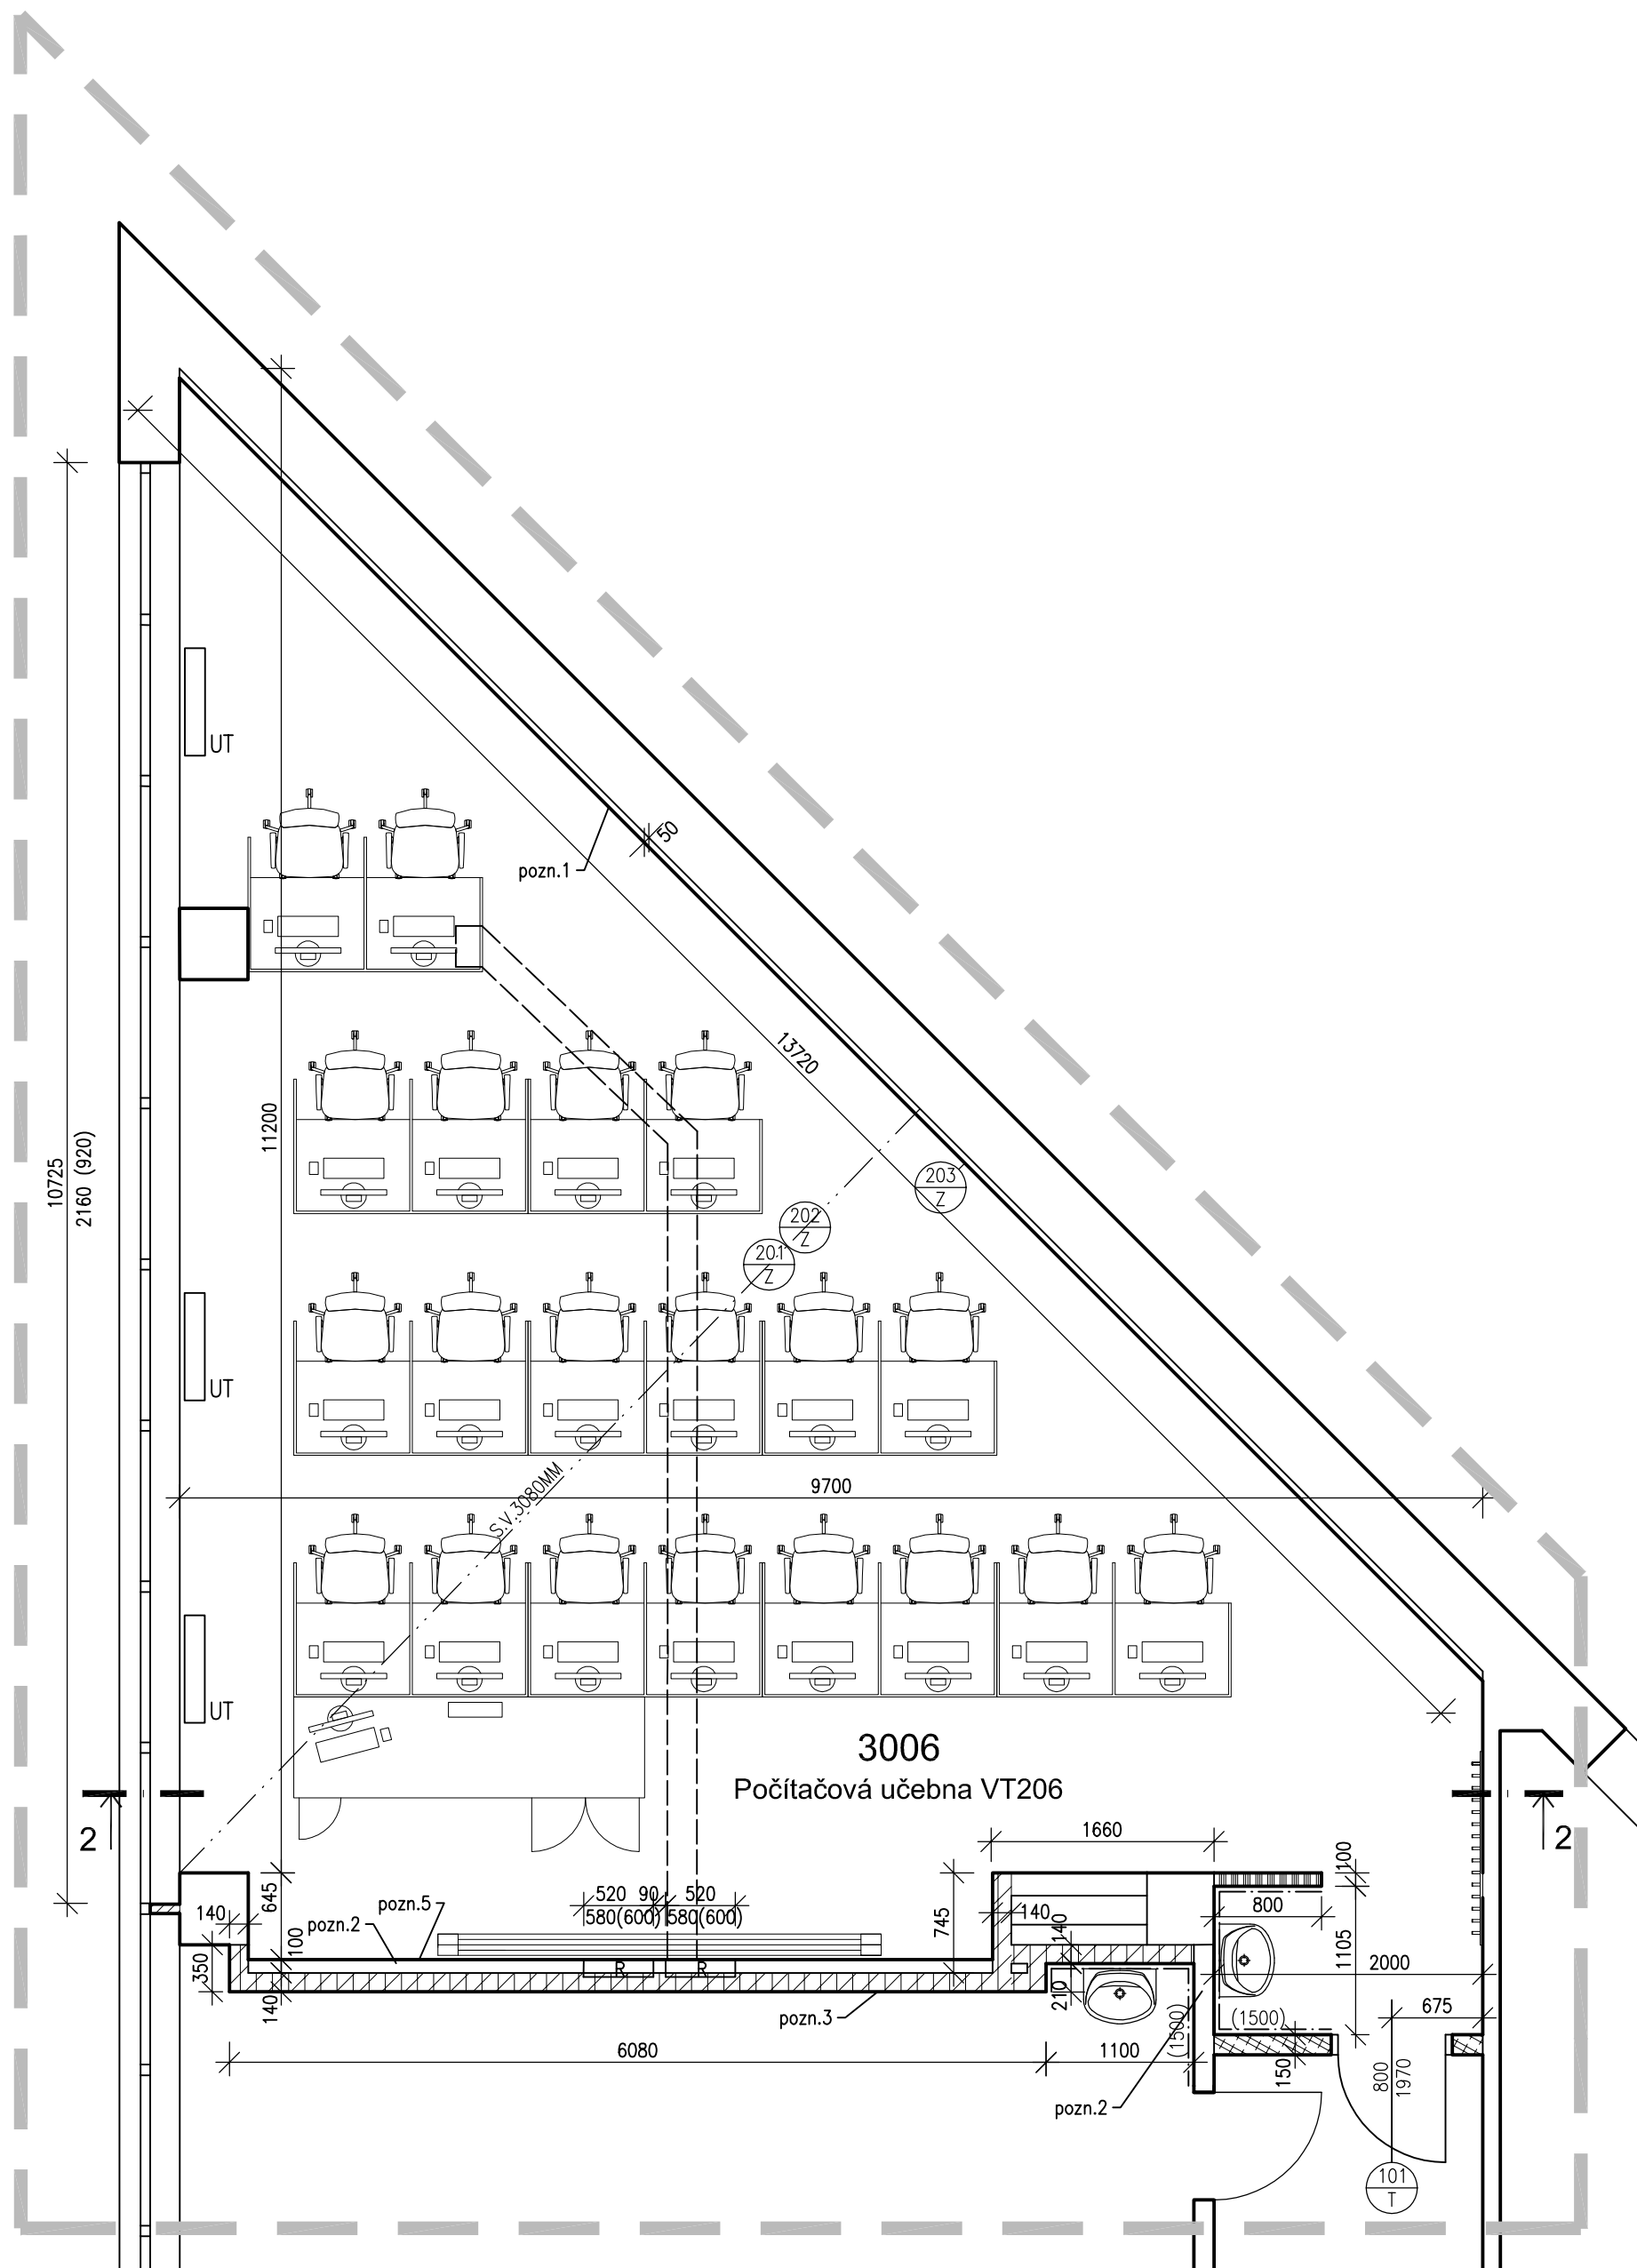 UT
50
pozn.1
13720
11200
10725
2160 (920)
203
Z
202
Z
201
Z
UT
9700
S.V.3080MM
UT
3006
Počítačová učebna VT206
2
2
1660
100
645
pozn.5
520
90
520
140
pozn.2
580(600)
580(600)
745
140
140
800
1105
100
350
R
R
2000
140
210
pozn.3
(1500)
(1500)
675
6080
1100
150
800
1970
pozn.2
101
T